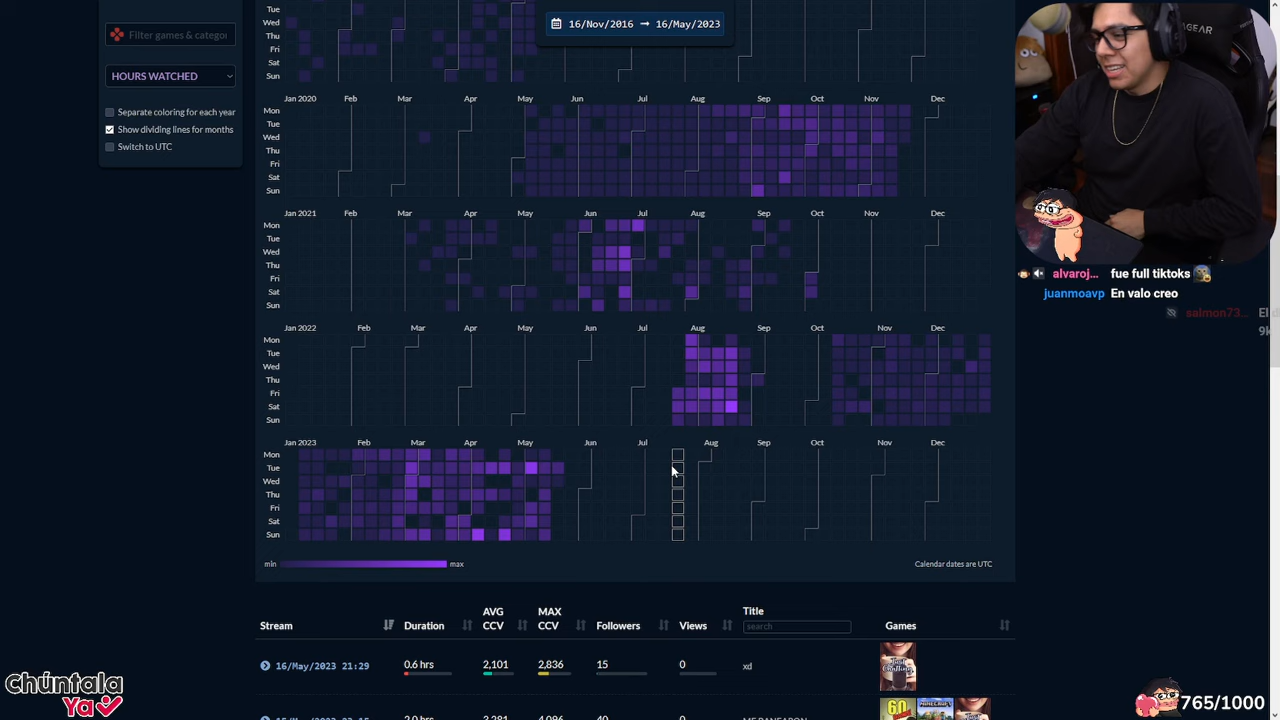 Filter games & catego
16/Nov/2016 → 16/May/2023
HOURS WATCHED
Separate coloring for each year
Show dividing lines for months
Switch to UTC
Tue
Wed
Thu
Fri
Sat
Sun
Jan 2020 Feb Mar Apr May Jun Jul Aug Sep Oct Nov Dec
Mon
Tue
Wed
Thu
Fri
Sat
Sun
Jan 2021 Feb Mar Apr May Jun Jul Aug Sep Oct Nov Dec
Mon
Tue
Wed
Thu
Fri
Sat
Sun
Jan 2022 Feb Mar Apr May Jun Jul Aug Sep Oct Nov Dec
Mon
Tue
Wed
Thu
Fri
Sat
Sun
Jan 2023 Feb Mar Apr May Jun Jul Aug Sep Oct Nov Dec
Mon
Tue
Wed
Thu
Fri
Sat
Sun
min max Calendar dates are UTC
Stream Duration AVG CCV MAX CCV Followers Views Title Games
search
16/May/2023 21:29 0.6 hrs 2,101 2,836 15 0 xd
Just Chatting
alvaroj... fue full tiktoks
juanmoavp En valo creo
salmon73... El d
9k
Chúntala
Ya
765/1000